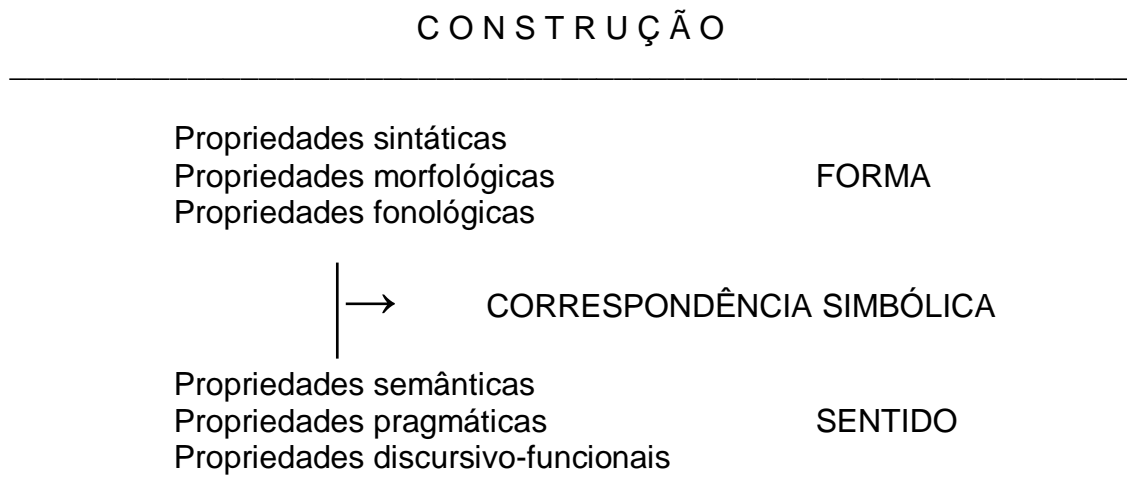 C O N S T R U Ç Ã O
Propriedades sintáticas
Propriedades morfológicas FORMA
Propriedades fonológicas
→ CORRESPONDÊNCIA SIMBÓLICA
Propriedades semânticas
Propriedades pragmáticas SENTIDO
Propriedades discursivo-funcionais